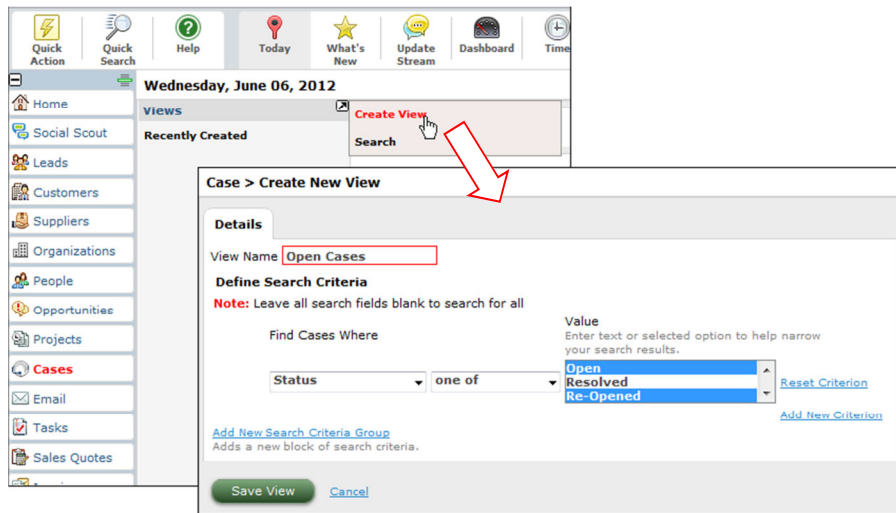 Quick Action
Quick Search
Help
Today
What's New
Update Stream
Dashboard
Time
Wednesday, June 06, 2012
Home
Social Scout
Leads
Customers
Suppliers
Organizations
People
Opportunities
Projects
Cases
Email
Tasks
Sales Quotes
Views
Recently Created
Create View
Search
Case > Create New View
Details
View Name Open Cases
Define Search Criteria
Note: Leave all search fields blank to search for all
Find Cases Where
Value
Enter text or selected option to help narrow
your search results.
Status one of
Open
Resolved
Re-Opened
Reset Criterion
Add New Criterion
Add New Search Criteria Group
Adds a new block of search criteria.
Save View Cancel